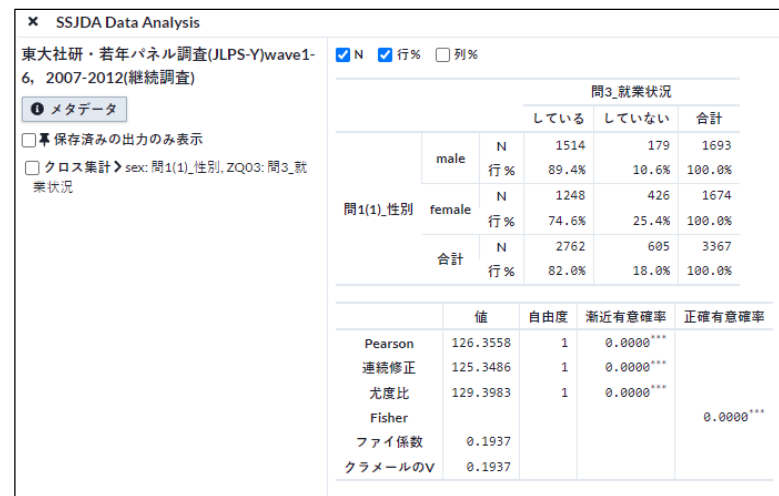 × SSJDA Data Analysis
東大社研・若年パネル調査(JLPS-Y)wave1-
6，2007-2012(継続調査)
メタデータ
保存済みの出力のみ表示
クロス集計 ❯ sex: 問1(1)_性別, ZQ03: 問3_就
業状況
N 行% 列%
問3_就業状況
している していない 合計
問1(1)_性別 male N 1514 179 1693
行% 89.4% 10.6% 100.0%
female N 1248 426 1674
行% 74.6% 25.4% 100.0%
合計 N 2762 605 3367
行% 82.0% 18.0% 100.0%
値 自由度 漸近有意確率 正確有意確率
Pearson 126.3558 1 0.0000***
連続修正 125.3486 1 0.0000***
尤度比 129.3983 1 0.0000***
Fisher 0.0000***
ファイ係数 0.1937
クラメールのV 0.1937